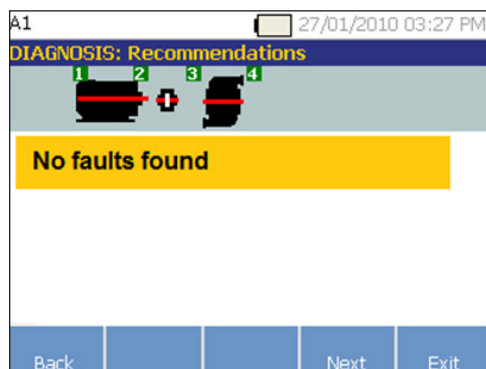 A1 27/01/2010 03:27 PM
DIAGNOSIS: Recommendations
1 2 3 4
No faults found
Back Next Exit